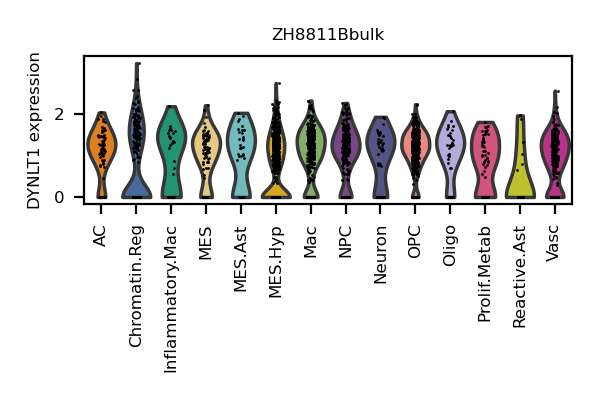 ZH8811Bbulk
DYNLT1 expression
2
0
AC
Chromatin.Reg
Inflammatory.Mac
MES
MES.Ast
MES.Hyp
Mac
NPC
Neuron
OPC
Oligo
Prolif.Metab
Reactive.Ast
Vasc